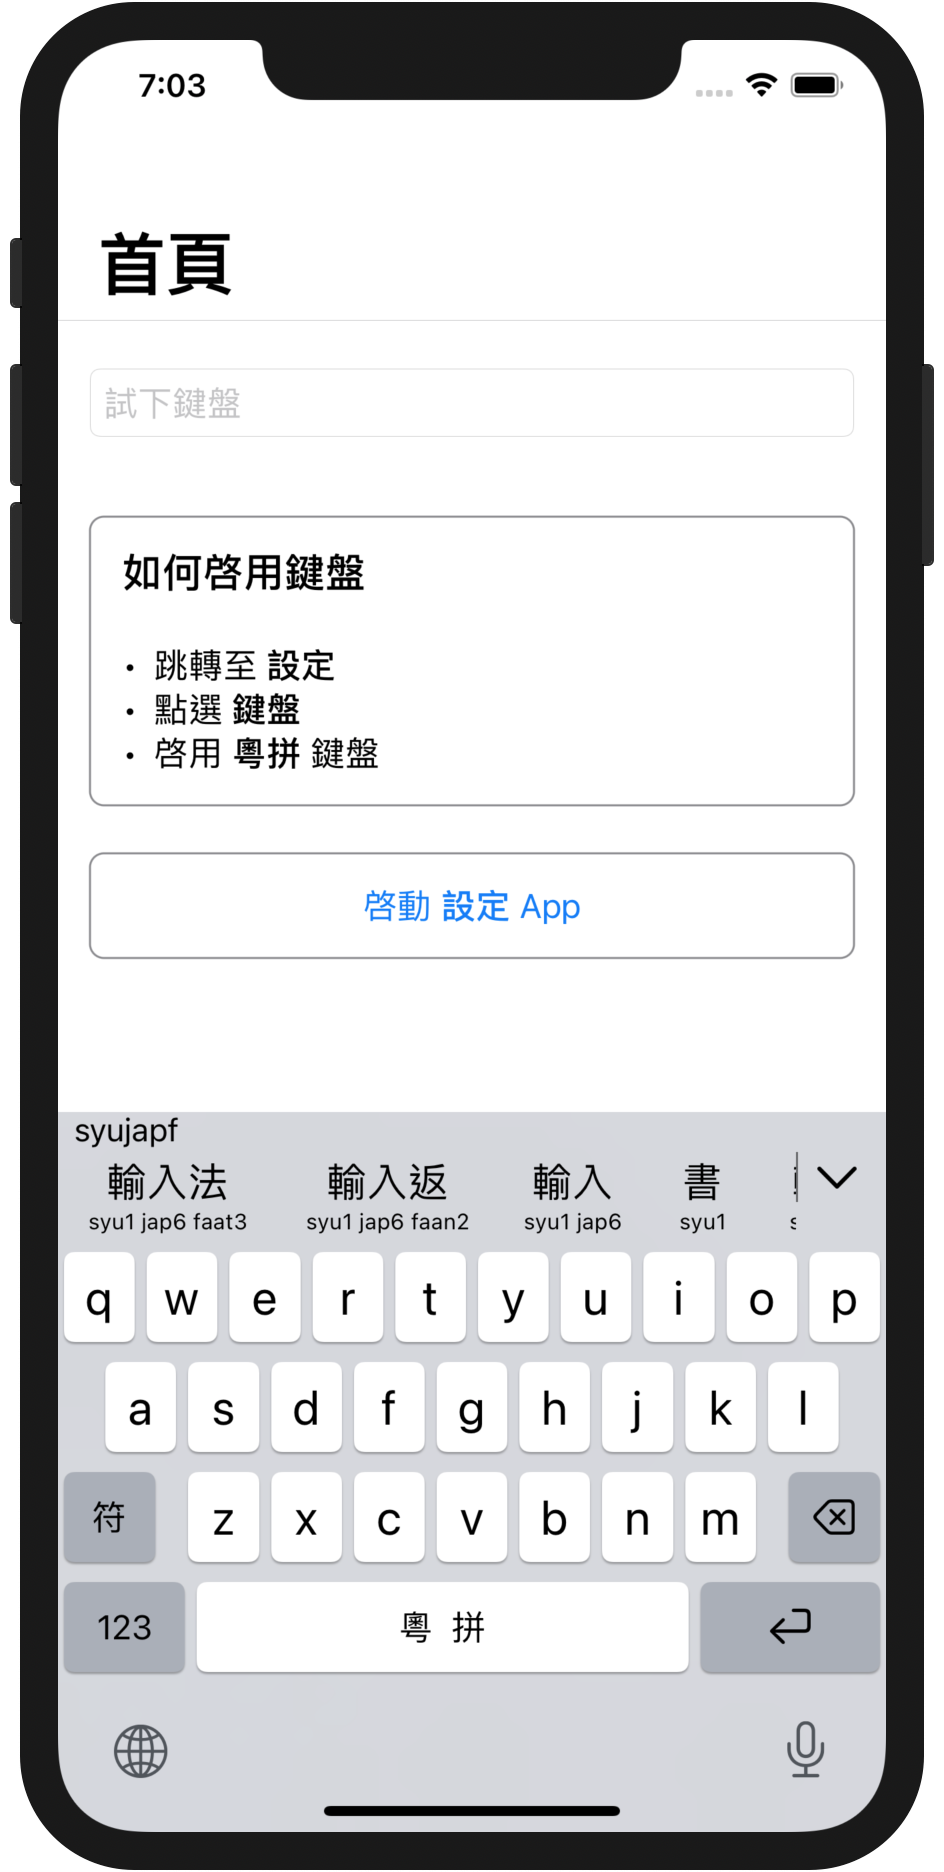 7:03
首頁
試下鍵盤
如何啓用鍵盤
• 跳轉至 設定
• 點選 鍵盤
• 啓用 粵拼 鍵盤
啓動 設定 App
syujapf
輸入法 輸入返 輸入 書
syu1 jap6 faat3 syu1 jap6 faan2 syu1 jap6 syu1 s
q w e r t y u i o p
a s d f g h j k l
符 z x c v b n m
123 粵拼